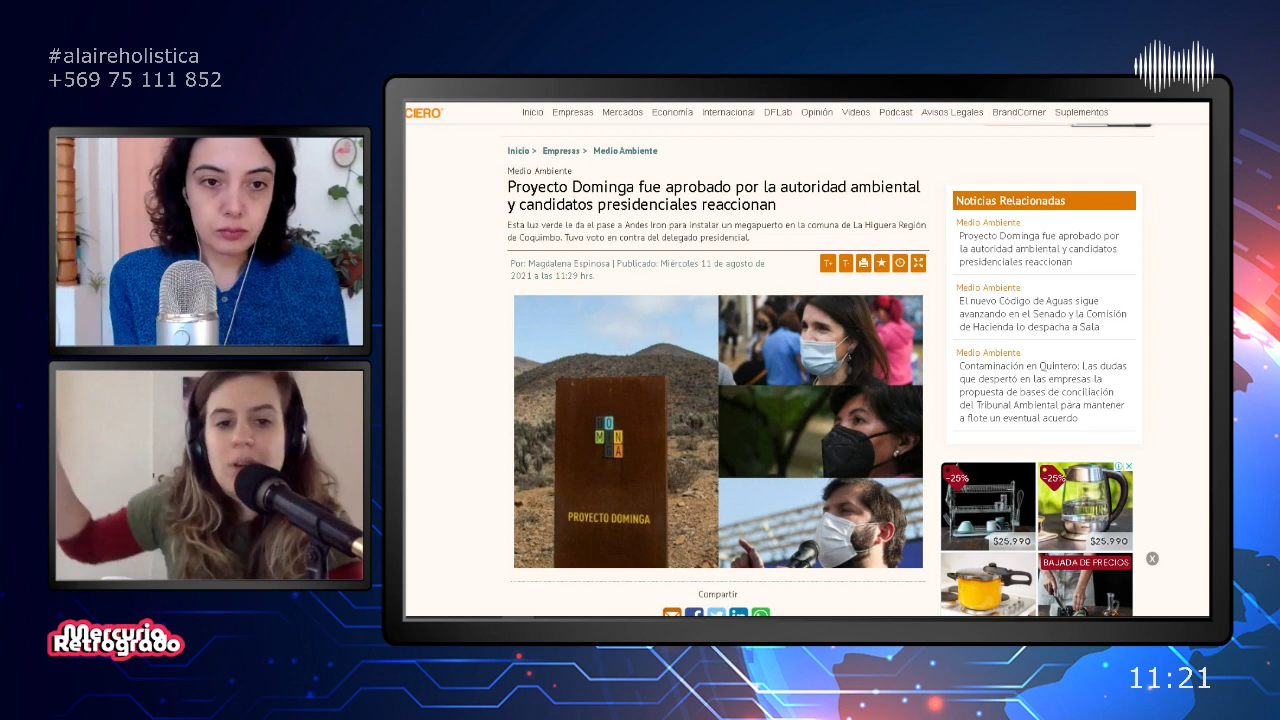 #alaireholistica
+569 75 111 852
CIERO
Inicio Empresas Mercados Economía Internacional DFLab Opinión Videos Podcast Avisos Legales BrandCorner Suplementos
Inicio > Empresas > Medio Ambiente
Medio Ambiente
Proyecto Dominga fue aprobado por la autoridad ambiental
y candidatos presidenciales reaccionan
Esta luz verde le da el pase a Andes Iron para instalar un megapuerto en la comuna de La Higuera Región
de Coquimbo. Tuvo voto en contra del delegado presidencial.
Por: Magdalena Espinosa | Publicado: Miércoles 11 de agosto de
2021 a las 11:29 hrs.
T+ T-
DO
MIN
GA
PROYECTO DOMINGA
Compartir
Noticias Relacionadas
Medio Ambiente
Proyecto Dominga fue aprobado por
la autoridad ambiental y candidatos
presidenciales reaccionan
Medio Ambiente
El nuevo Código de Aguas sigue
avanzando en el Senado y la Comisión
de Hacienda lo despacha a Sala
Medio Ambiente
Contaminación en Quintero: Las dudas
que despertó en las empresas la
propuesta de bases de conciliación
del Tribunal Ambiental para mantener
a flote un eventual acuerdo
-25% -25%
$25.990 $25.990
BAJADA DE PRECIOS
X
Mercurio
Retrogrado
11:21